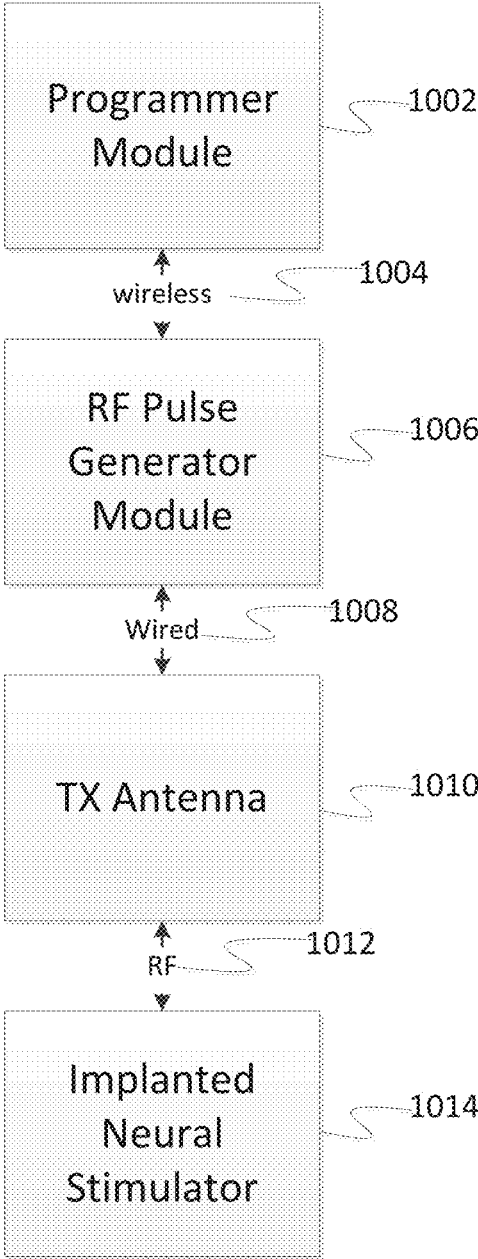 Programmer
Module
1002
wireless
1004
RF Pulse
Generator
Module
1006
Wired
1008
TX Antenna
1010
RF
1012
Implanted
Neural
Stimulator
1014